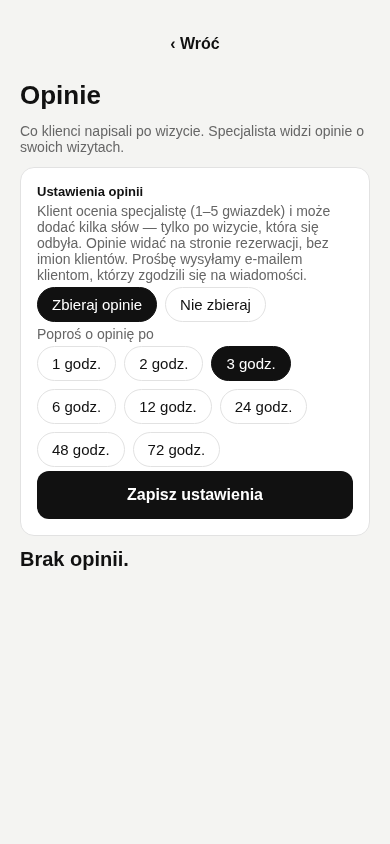 ‹ Wróć
Opinie
Co klienci napisali po wizycie. Specjalista widzi opinie o
swoich wizytach.
Ustawienia opinii
Klient ocenia specjalistę (1–5 gwiazdek) i może
dodać kilka słów — tylko po wizycie, która się
odbyła. Opinie widać na stronie rezerwacji, bez
imion klientów. Prośbę wysyłamy e-mailem
klientom, którzy zgodzili się na wiadomości.
Zbieraj opinie Nie zbieraj
Poproś o opinię po
1 godz. 2 godz. 3 godz.
6 godz. 12 godz. 24 godz.
48 godz. 72 godz.
Zapisz ustawienia
Brak opinii.